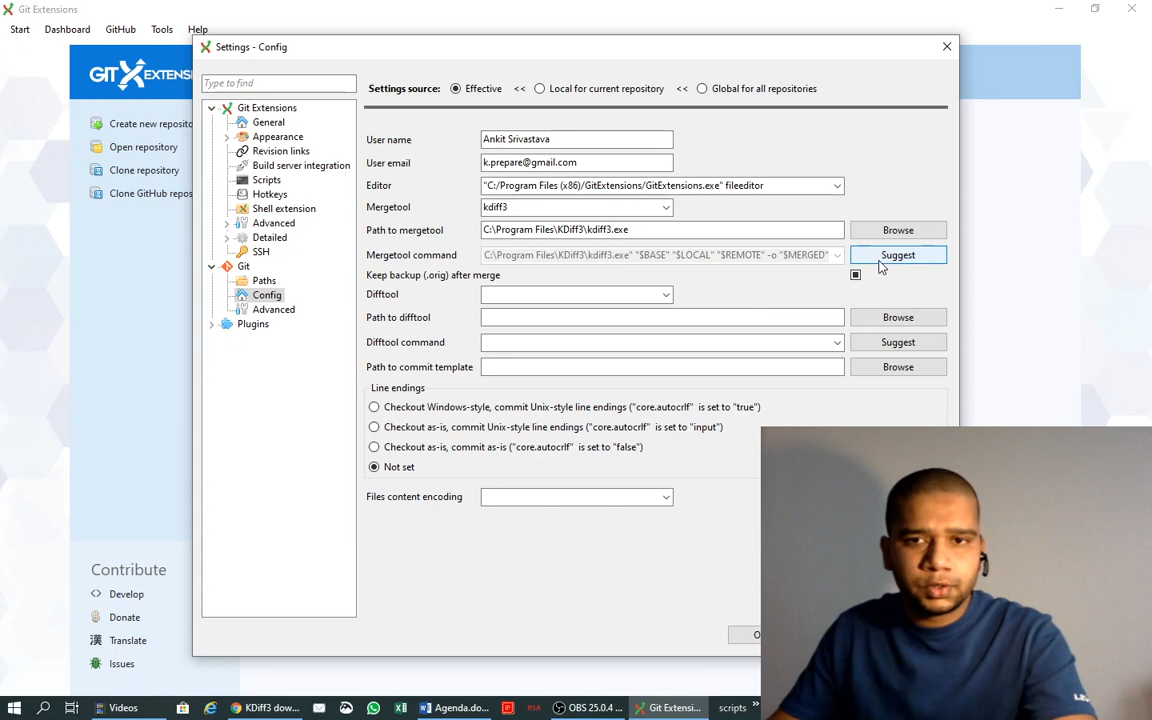 Git Extensions
Start Dashboard GitHub Tools Help
GIT EXTENS
Create new reposito
Open repository
Clone repository
Clone GitHub repos
Contribute
Develop
Donate
漢 Translate
Issues
Settings - Config
Type to find
Git Extensions
General
Appearance
Revision links
Build server integration
Scripts
Hotkeys
Shell extension
Advanced
Detailed
SSH
Git
Paths
Config
Advanced
Plugins
Settings source: Effective << Local for current repository << Global for all repositories
User name Ankit Srivastava
User email k.prepare@gmail.com
Editor "C:/Program Files (x86)/GitExtensions/GitExtensions.exe" fileeditor
Mergetool kdiff3
Path to mergetool C:\Program Files\KDiff3\kdiff3.exe Browse
Mergetool command C:\Program Files\KDiff3\kdiff3.exe" "$BASE" "$LOCAL" "$REMOTE" -o "$MERGED" Suggest
Keep backup (.orig) after merge
Difftool
Path to difftool Browse
Difftool command Suggest
Path to commit template Browse
Line endings
Checkout Windows-style, commit Unix-style line endings ("core.autocrlf" is set to "true")
Checkout as-is, commit Unix-style line endings ("core.autocrlf" is set to "input")
Checkout as-is, commit as-is ("core.autocrlf" is set to "false")
Not set
Files content encoding
O
Videos KDiff3 dow... RSA Agenda.do... OBS 25.0.4 ... Git Extensi... scripts »